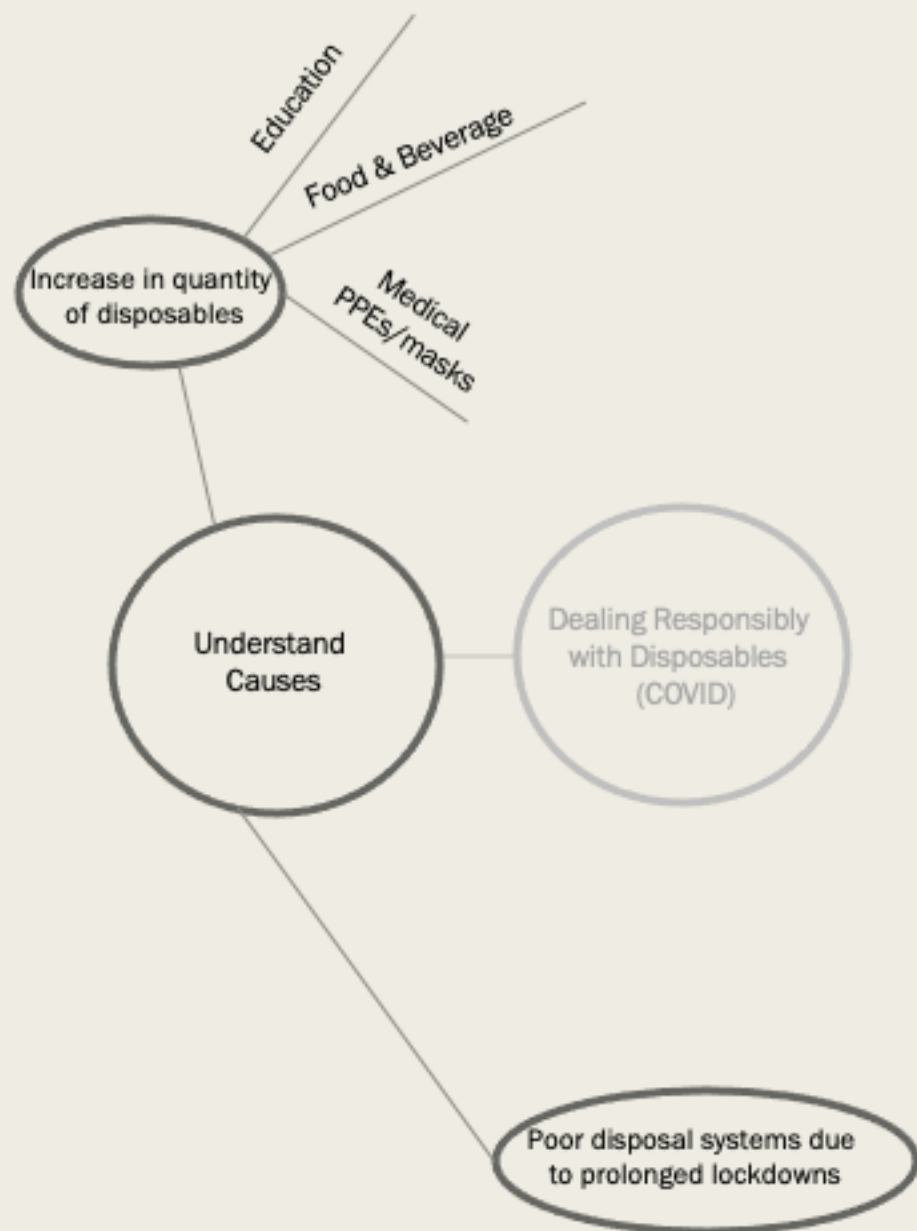 Education
Food & Beverage
Increase in quantity
of disposables
Medical
PPEs/masks
Understand
Causes
Dealing Responsibly
with Disposables
(COVID)
Poor disposal systems due
to prolonged lockdowns